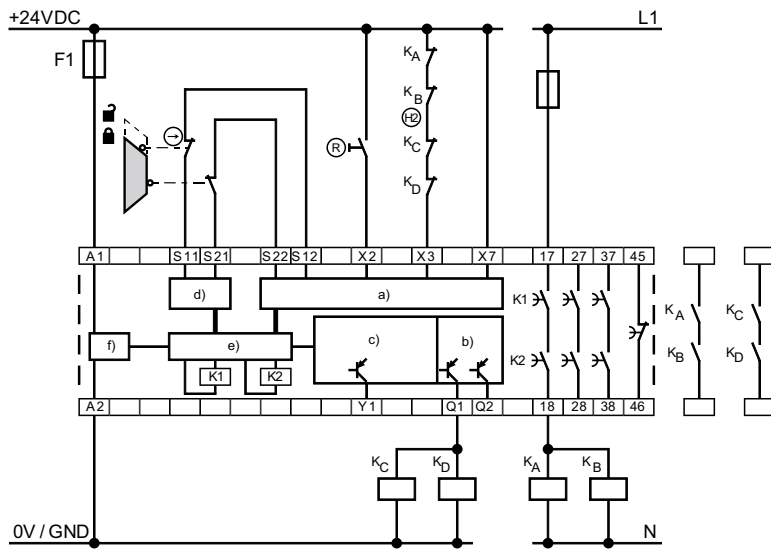 +24VDC L1
F1
KA
KB
H2
→
R
KC
KD
A1 S11 S21 S22 S12 X2 X3 X7 17 27 37 45
d) a)
K1
KA KC
c) b)
f) e)
K2
KB KD
K1 K2
A2 Y1 Q1 Q2 18 28 38 46
KC KD KA KB
0V / GND N